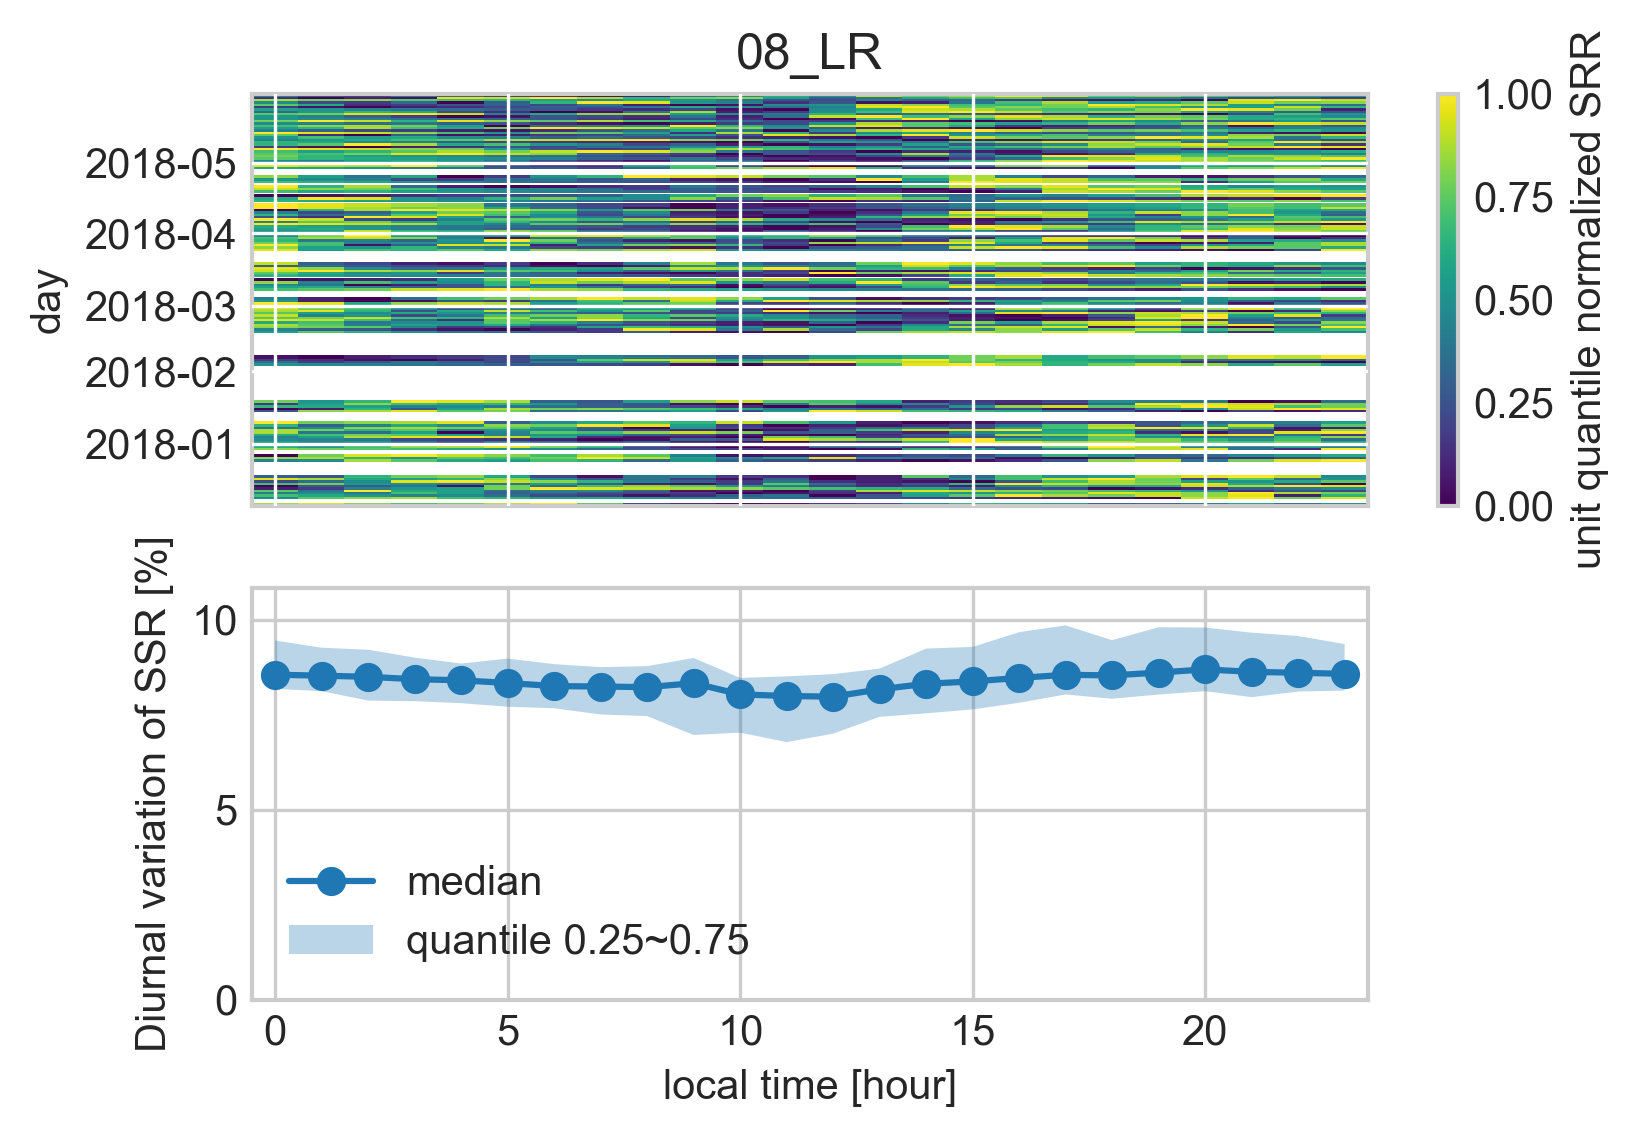 08_LR
day
2018-05
2018-04
2018-03
2018-02
2018-01
1.00
0.75
0.50
0.25
0.00
unit quantile normalized SRR
Diurnal variation of SSR [%]
10
5
0
median
quantile 0.25~0.75
0 5 10 15 20
local time [hour]